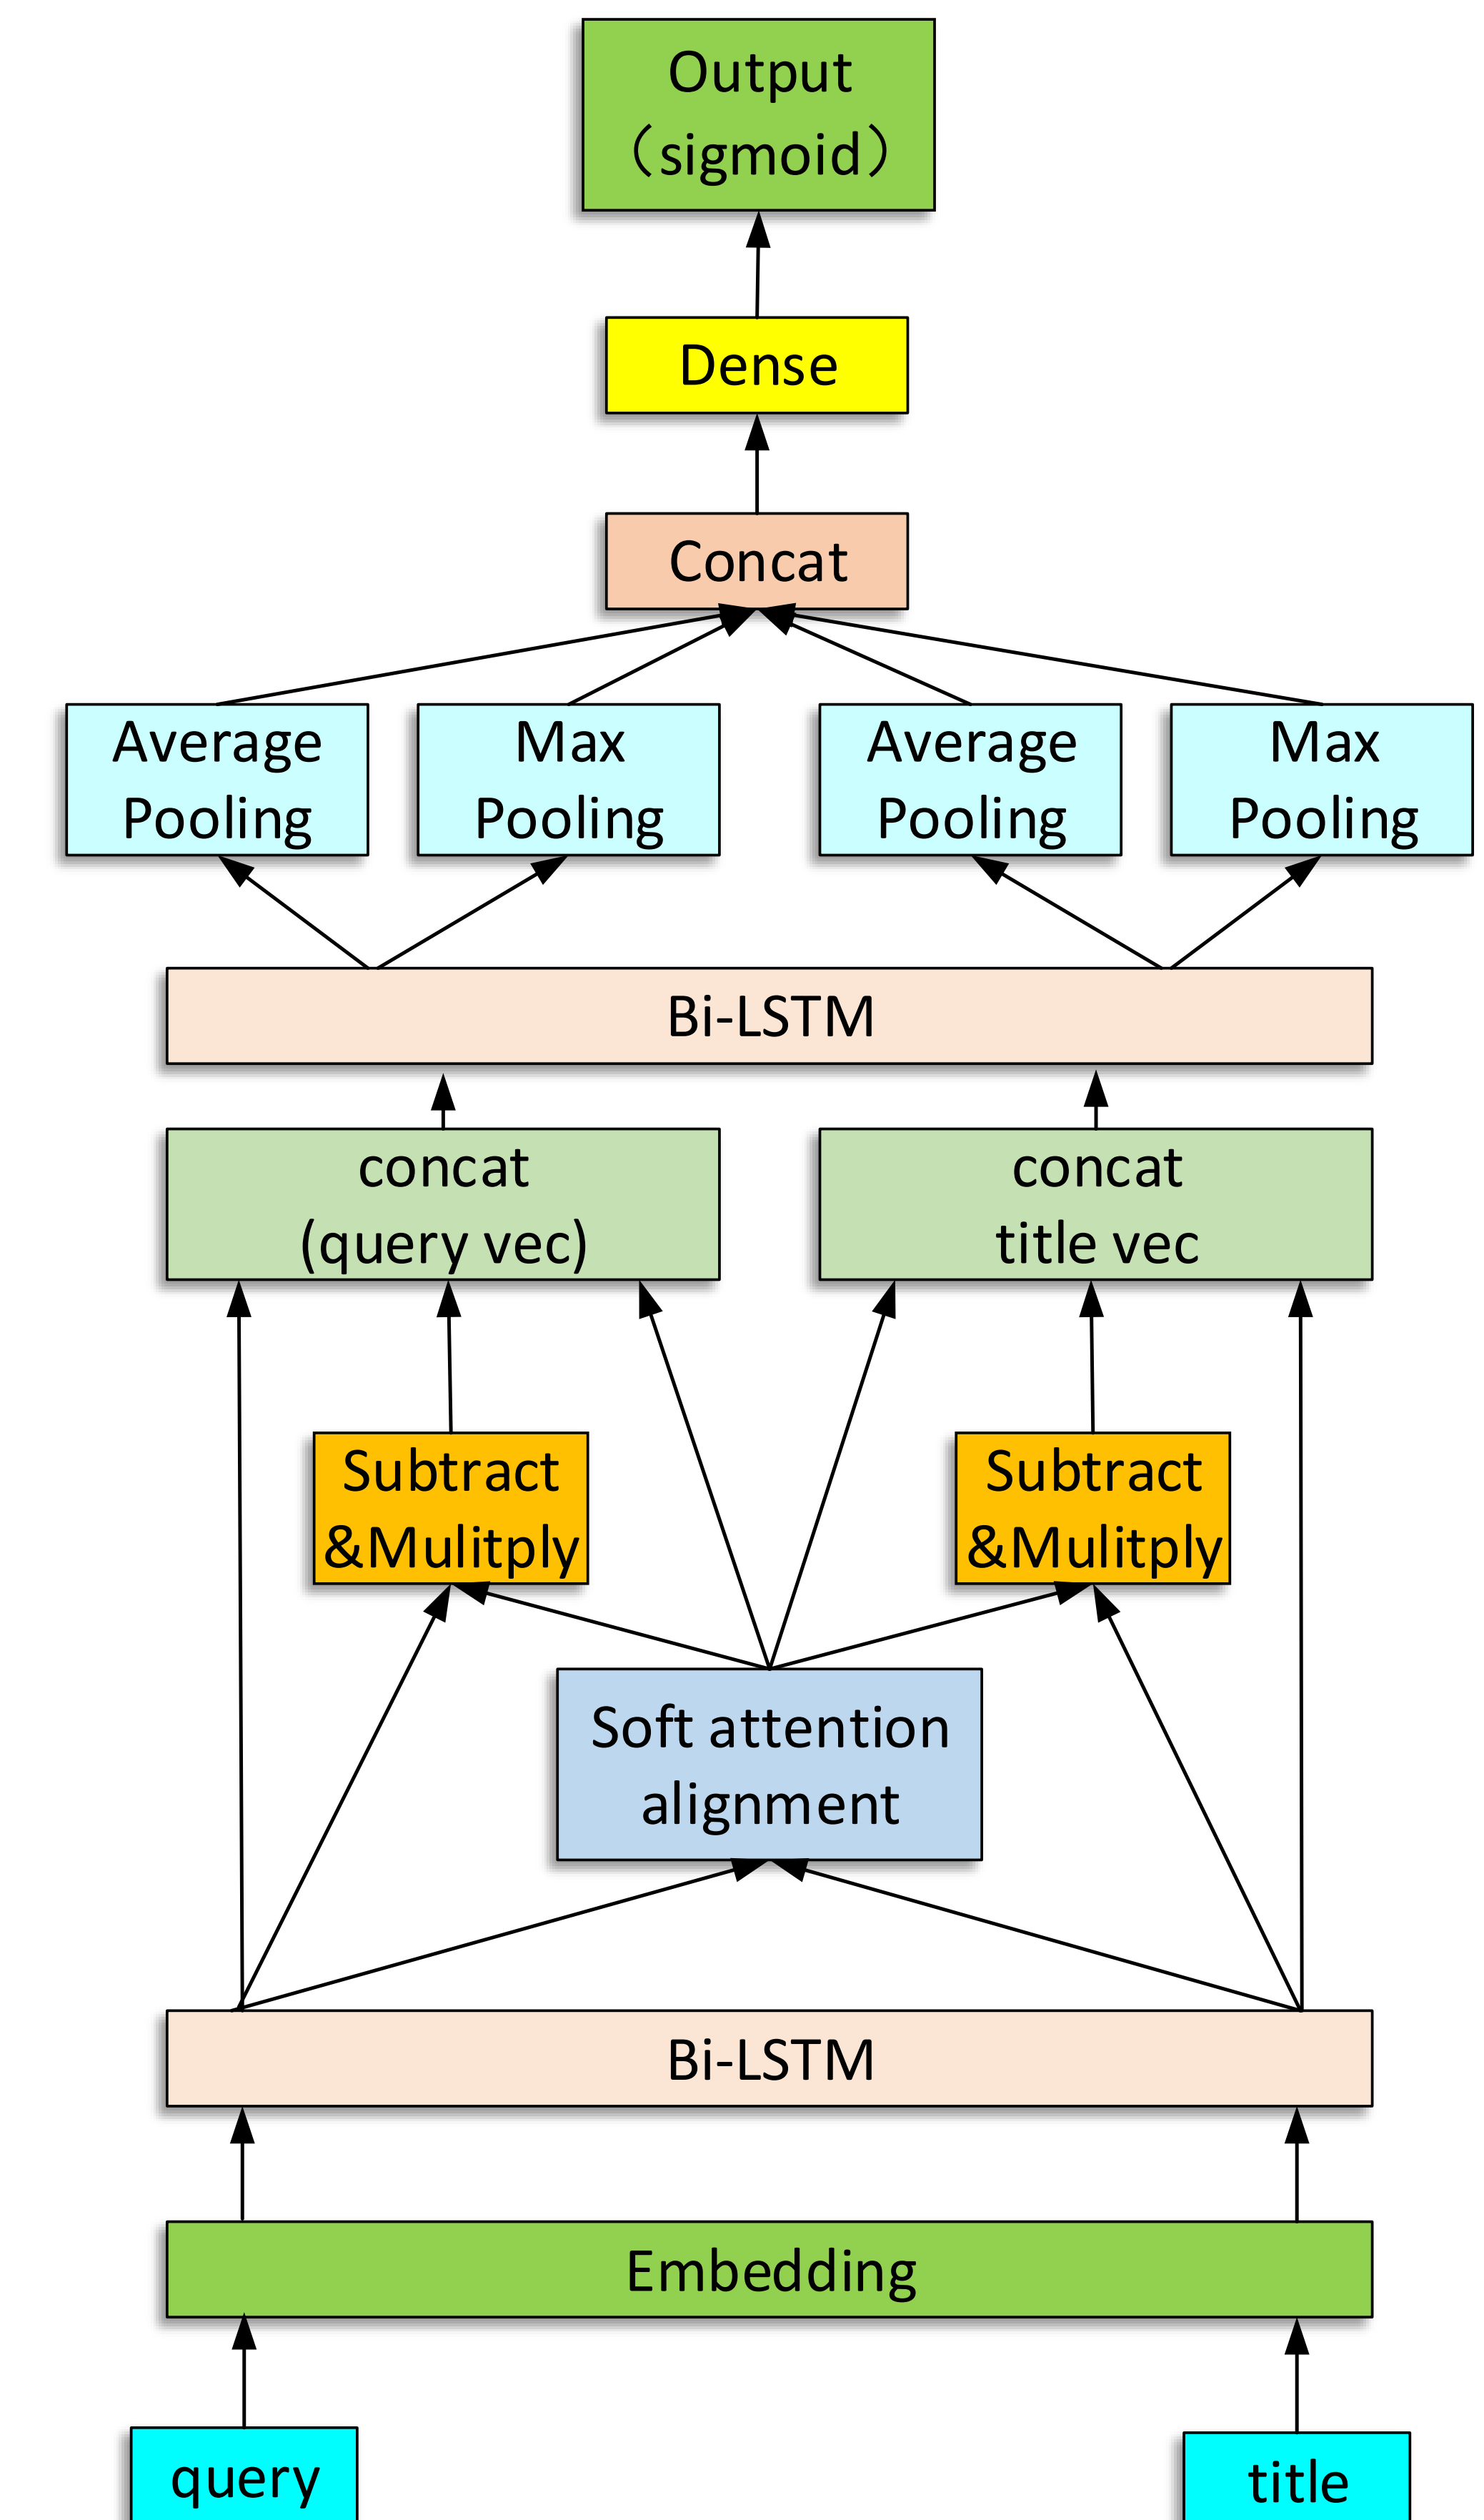 Output
（sigmoid）
Dense
Concat
Average
Pooling
Max
Pooling
Average
Pooling
Max
Pooling
Bi-LSTM
concat
(query vec)
concat
title vec
Subtract
&Mulitply
Subtract
&Mulitply
Soft attention
alignment
Bi-LSTM
Embedding
query
title